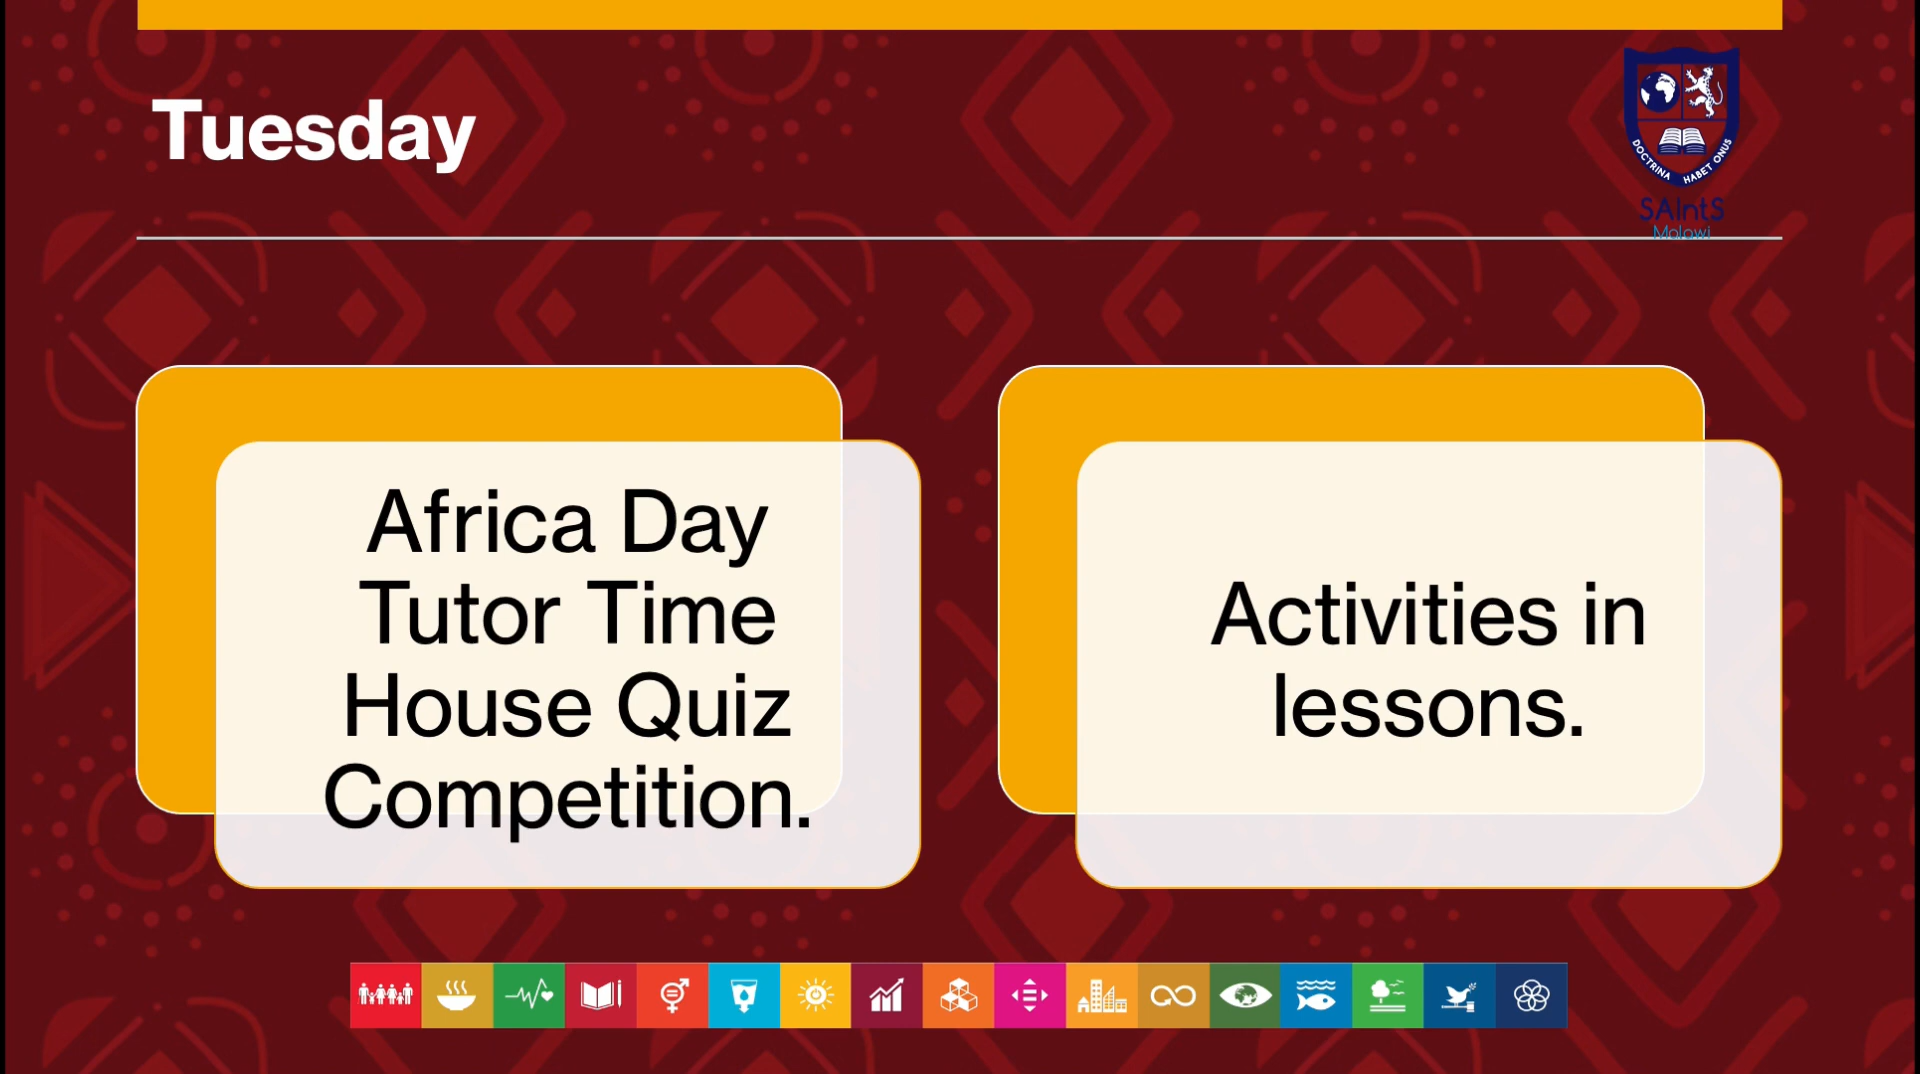 Tuesday
DOCTRINA HABET ONUS
SAIntS
Malawi
Africa Day
Tutor Time
House Quiz
Competition.
Activities in
lessons.